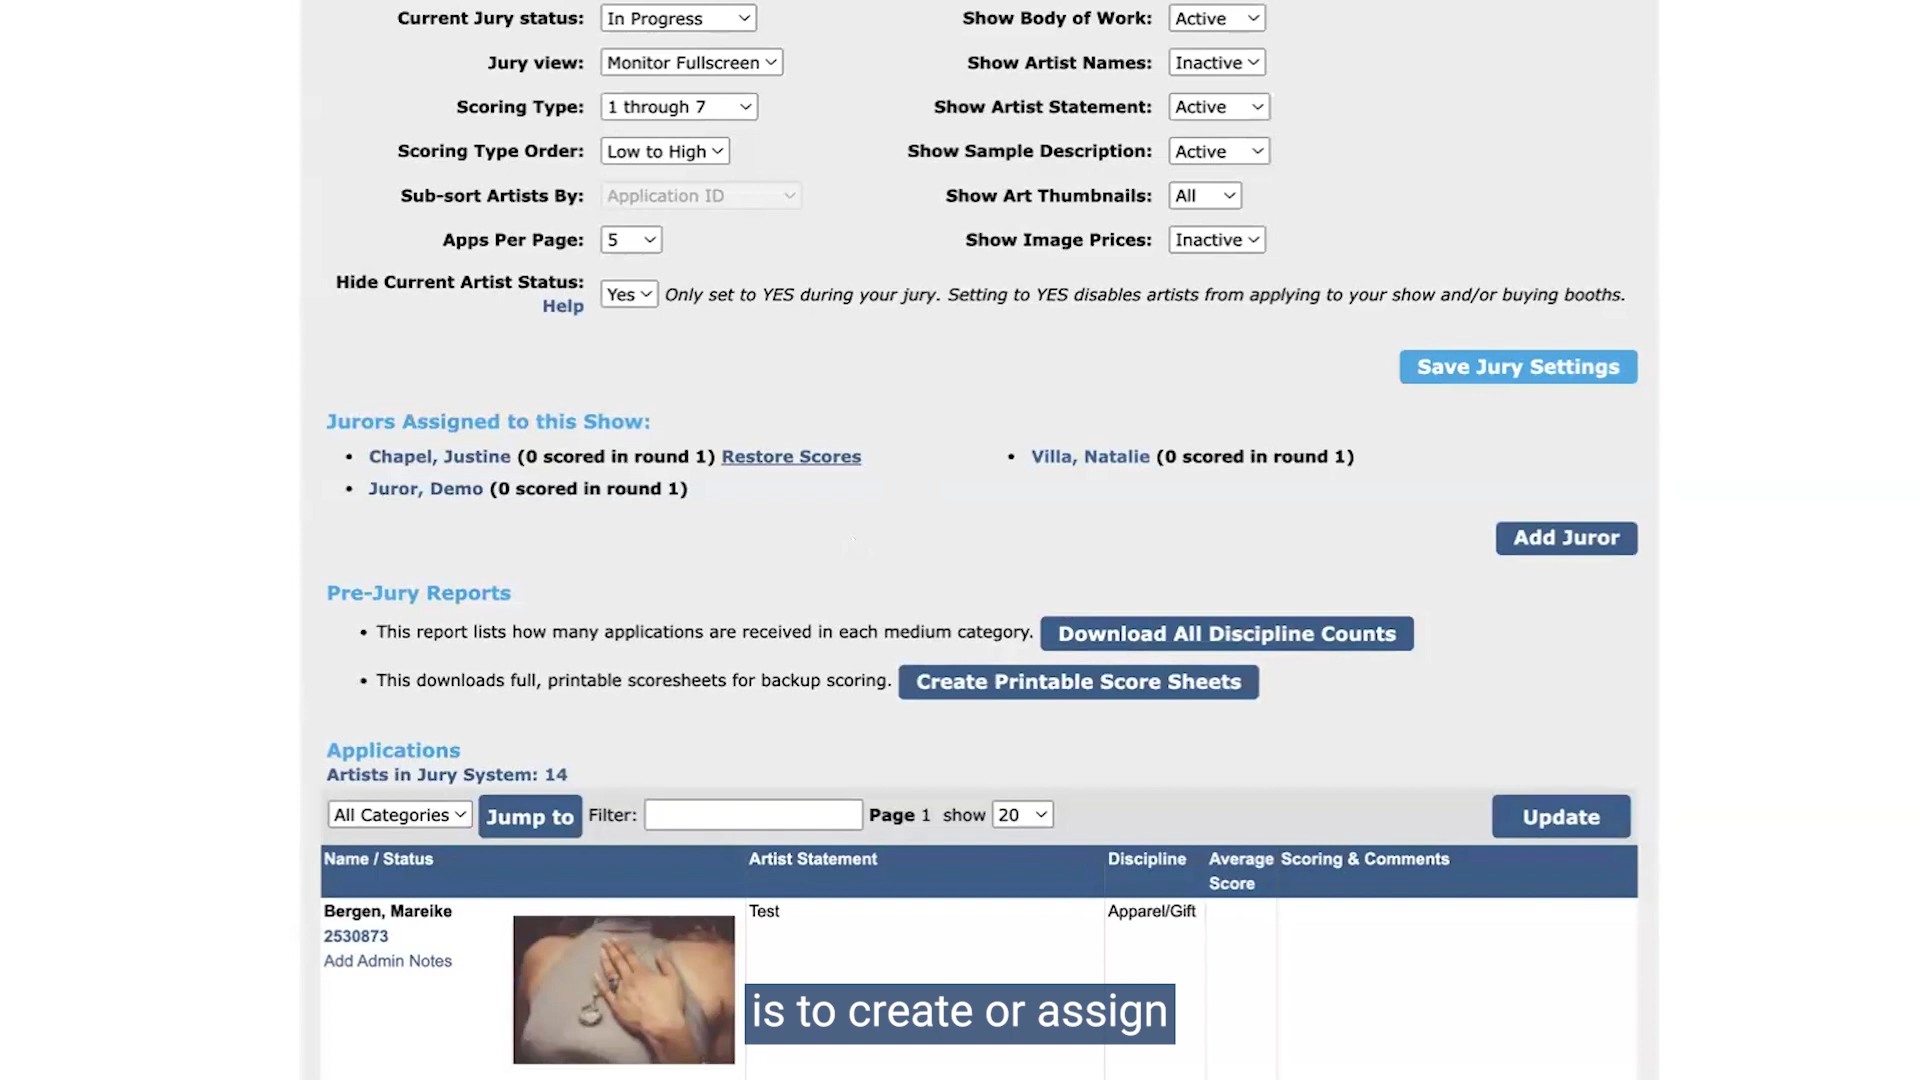 Current Jury status: In Progress
Show Body of Work: Active
Jury view: Monitor Fullscreen
Show Artist Names: Inactive
Scoring Type: 1 through 7
Show Artist Statement: Active
Scoring Type Order: Low to High
Show Sample Description: Active
Sub-sort Artists By: Application ID
Show Art Thumbnails: All
Apps Per Page: 5
Show Image Prices: Inactive
Hide Current Artist Status:
Help
Yes Only set to YES during your jury. Setting to YES disables artists from applying to your show and/or buying booths.
Save Jury Settings
Jurors Assigned to this Show:
• Chapel, Justine (0 scored in round 1) Restore Scores
• Villa, Natalie (0 scored in round 1)
• Juror, Demo (0 scored in round 1)
Add Juror
Pre-Jury Reports
• This report lists how many applications are received in each medium category. Download All Discipline Counts
• This downloads full, printable scoresheets for backup scoring. Create Printable Score Sheets
Applications
Artists in Jury System: 14
All Categories Jump to Filter: Page 1 show 20 Update
Name / Status Artist Statement Discipline Average Score Scoring & Comments
Bergen, Mareike Test Apparel/Gift
2530873
Add Admin Notes
is to create or assign